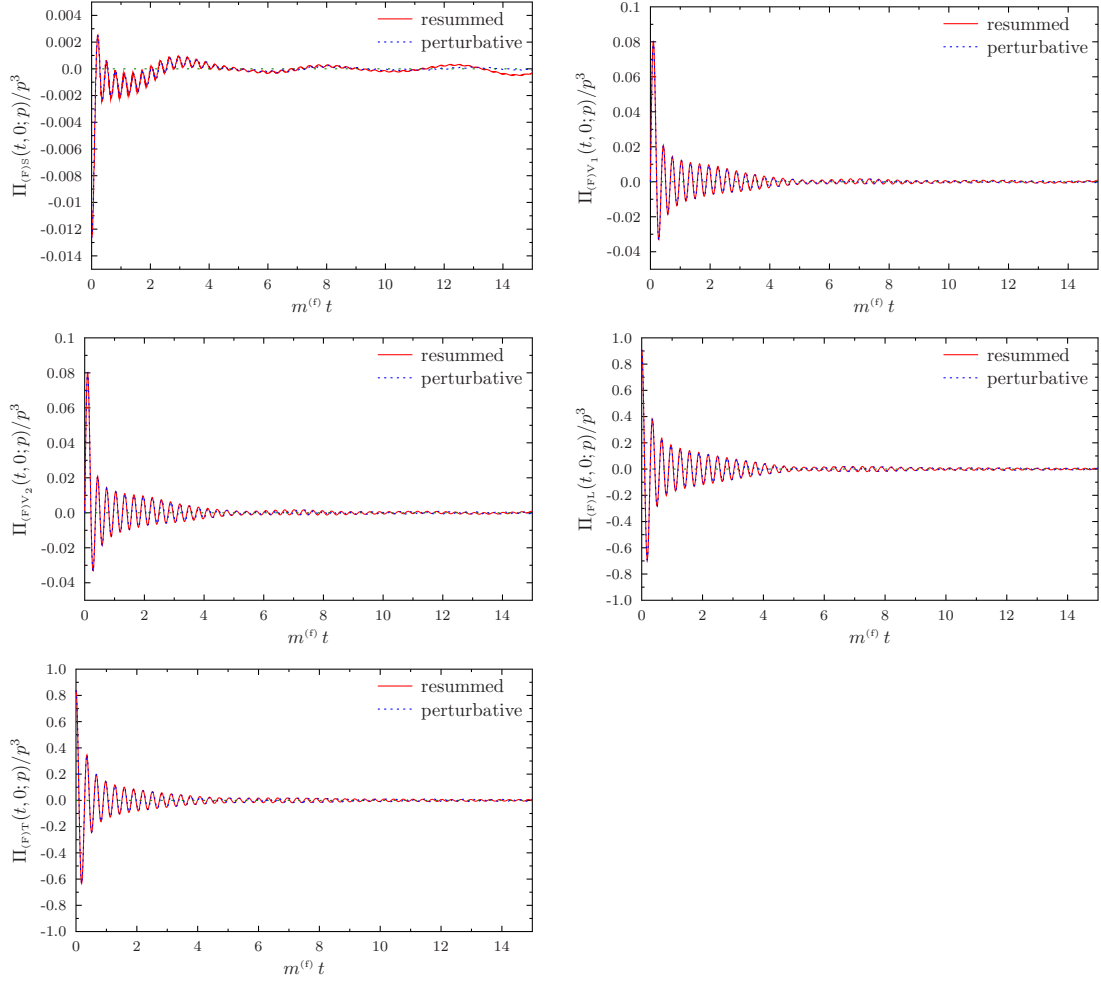 0.004
0.002
0.0
-0.002
-0.004
-0.006
-0.008
-0.01
-0.012
-0.014
0 2 4 6 8 10 12 14
Π(F)S(t, 0; p)/p³
m⁽ᶠ⁾ t
resummed
perturbative
0.1
0.08
0.06
0.04
0.02
0.0
-0.02
-0.04
0 2 4 6 8 10 12 14
Π(F)V₁(t, 0; p)/p³
m⁽ᶠ⁾ t
resummed
perturbative
0.1
0.08
0.06
0.04
0.02
0.0
-0.02
-0.04
0 2 4 6 8 10 12 14
Π(F)V₂(t, 0; p)/p³
m⁽ᶠ⁾ t
resummed
perturbative
1.0
0.8
0.6
0.4
0.2
0.0
-0.2
-0.4
-0.6
-0.8
-1.0
0 2 4 6 8 10 12 14
Π(F)L(t, 0; p)/p³
m⁽ᶠ⁾ t
resummed
perturbative
1.0
0.8
0.6
0.4
0.2
0.0
-0.2
-0.4
-0.6
-0.8
-1.0
0 2 4 6 8 10 12 14
Π(F)T(t, 0; p)/p³
m⁽ᶠ⁾ t
resummed
perturbative